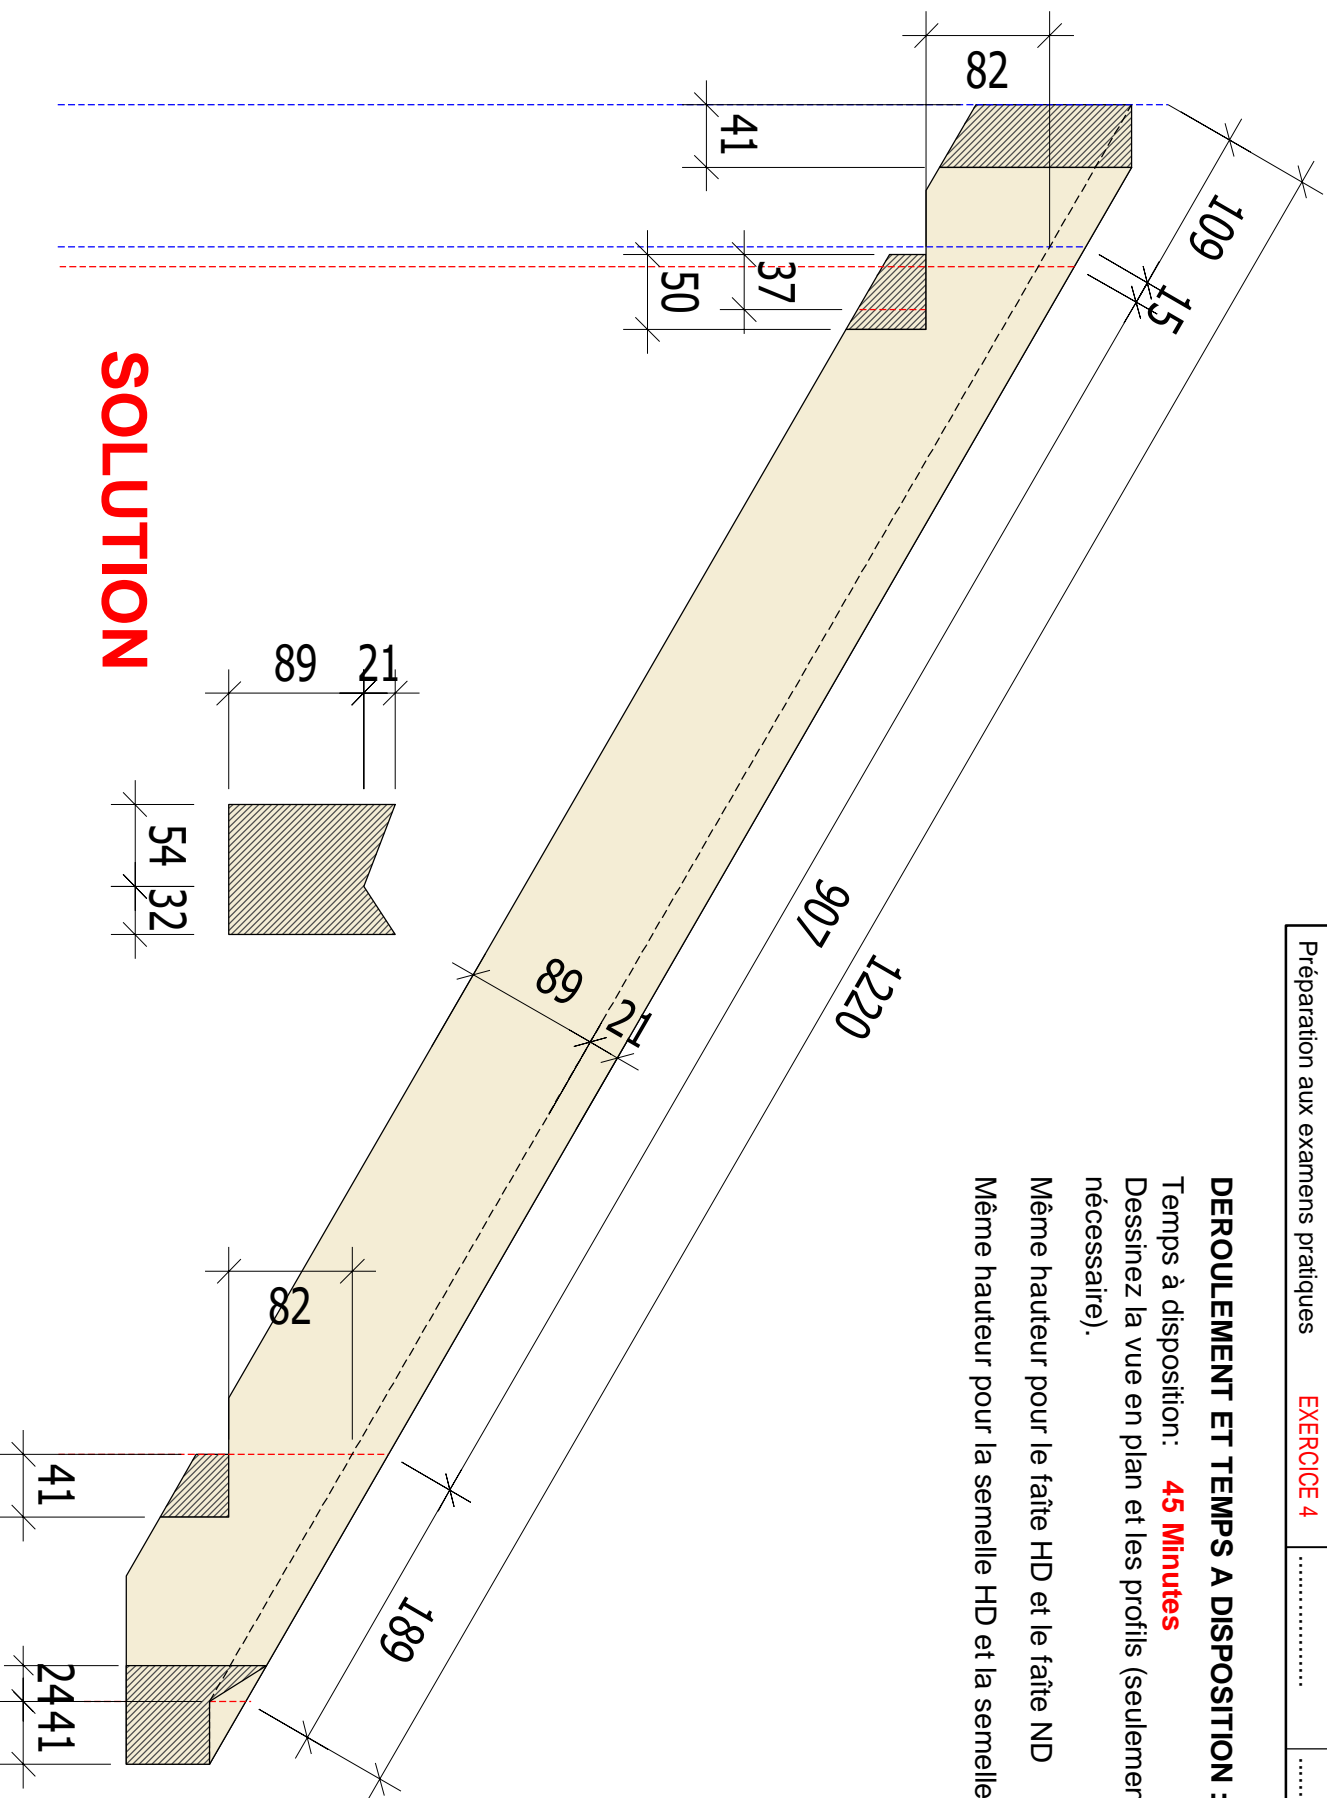 Préparation aux examens pratiques EXERCICE 4 ............... .....
DEROULEMENT ET TEMPS A DISPOSITION :
Temps à disposition: 45 Minutes
Dessinez la vue en plan et les profils (seulemen
nécessaire).
Même hauteur pour le faîte HD et le faîte ND
Même hauteur pour la semelle HD et la semelle
82
41
109
15
37
50
SOLUTION
89
21
54
32
907
1220
89
21
82
41
189
24
41